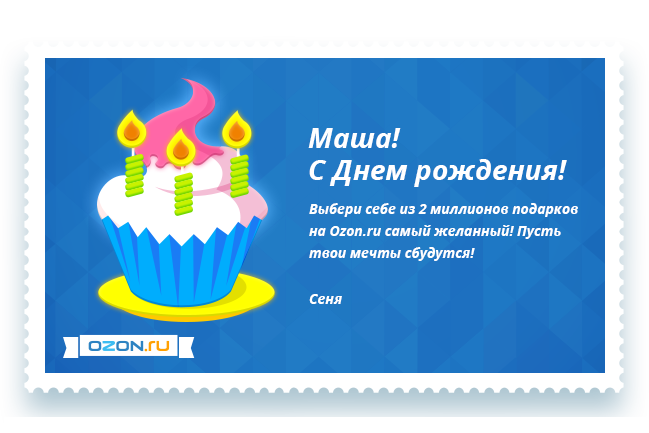 Маша!
С Днем рождения!
Выбери себе из 2 миллионов подарков
на Ozon.ru самый желанный! Пусть
твои мечты сбудутся!
Сеня
OZON.RU